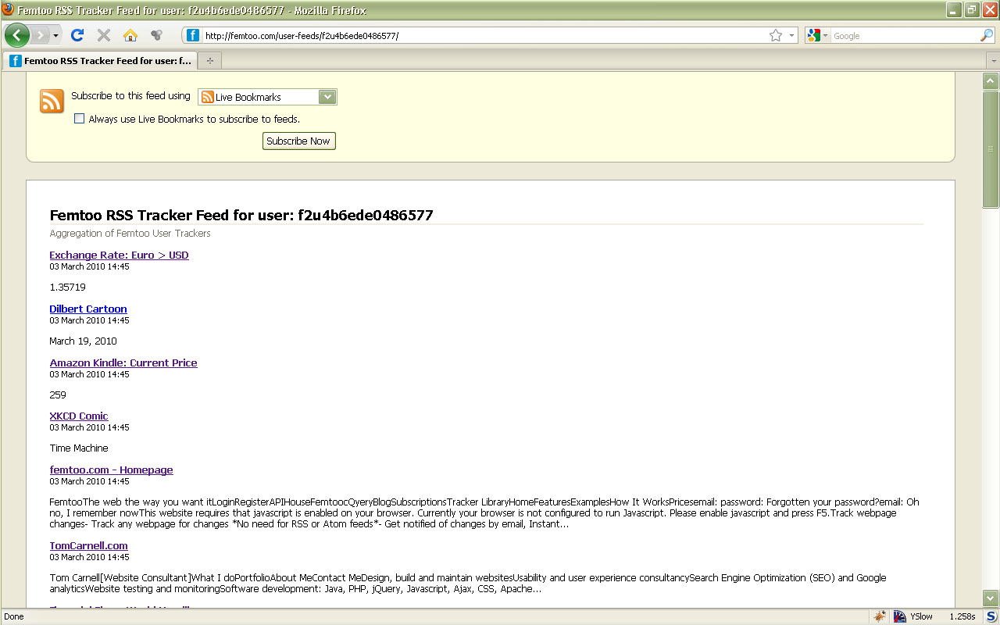 Femtoo RSS Tracker Feed for user: f2u4b6ede0486577 - Mozilla Firefox
http://femtoo.com/user-feeds/f2u4b6ede0486577/
Google
Femtoo RSS Tracker Feed for user: f...
Subscribe to this feed using
Live Bookmarks
Always use Live Bookmarks to subscribe to feeds.
Subscribe Now
Femtoo RSS Tracker Feed for user: f2u4b6ede0486577
Aggregation of Femtoo User Trackers
Exchange Rate: Euro > USD
03 March 2010 14:45
1.35719
Dilbert Cartoon
03 March 2010 14:45
March 19, 2010
Amazon Kindle: Current Price
03 March 2010 14:45
259
XKCD Comic
03 March 2010 14:45
Time Machine
femtoo.com - Homepage
03 March 2010 14:45
FemtooThe web the way you want itLoginRegisterAPIHouseFemtoocQyeryBlogSubscriptionsTracker LibraryHomeFeaturesExamplesHow It WorksPricesemail: password: Forgotten your password?email: Oh
no, I remember nowThis website requires that javascript is enabled on your browser. Currently your browser is not configured to run Javascript. Please enable javascript and press F5.Track webpage
changes- Track any webpage for changes *No need for RSS or Atom feeds*- Get notified of changes by email, Instant...
TomCarnell.com
03 March 2010 14:45
Tom Carnell[Website Consultant]What I doPortfolioAbout MeContact MeDesign, build and maintain websitesUsability and user experience consultancySearch Engine Optimization (SEO) and Google
analyticsWebsite testing and monitoringSoftware development: Java, PHP, jQuery, Javascript, Ajax, CSS, Apache...
Done
YSlow
1.258s